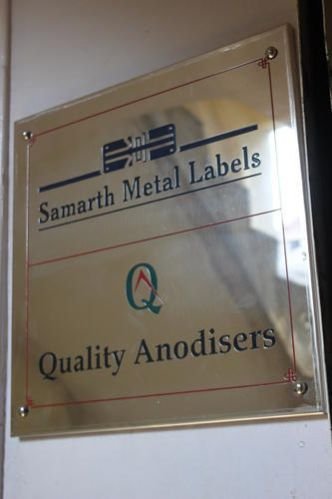 Samarth Metal Labels
Q
Quality Anodisers